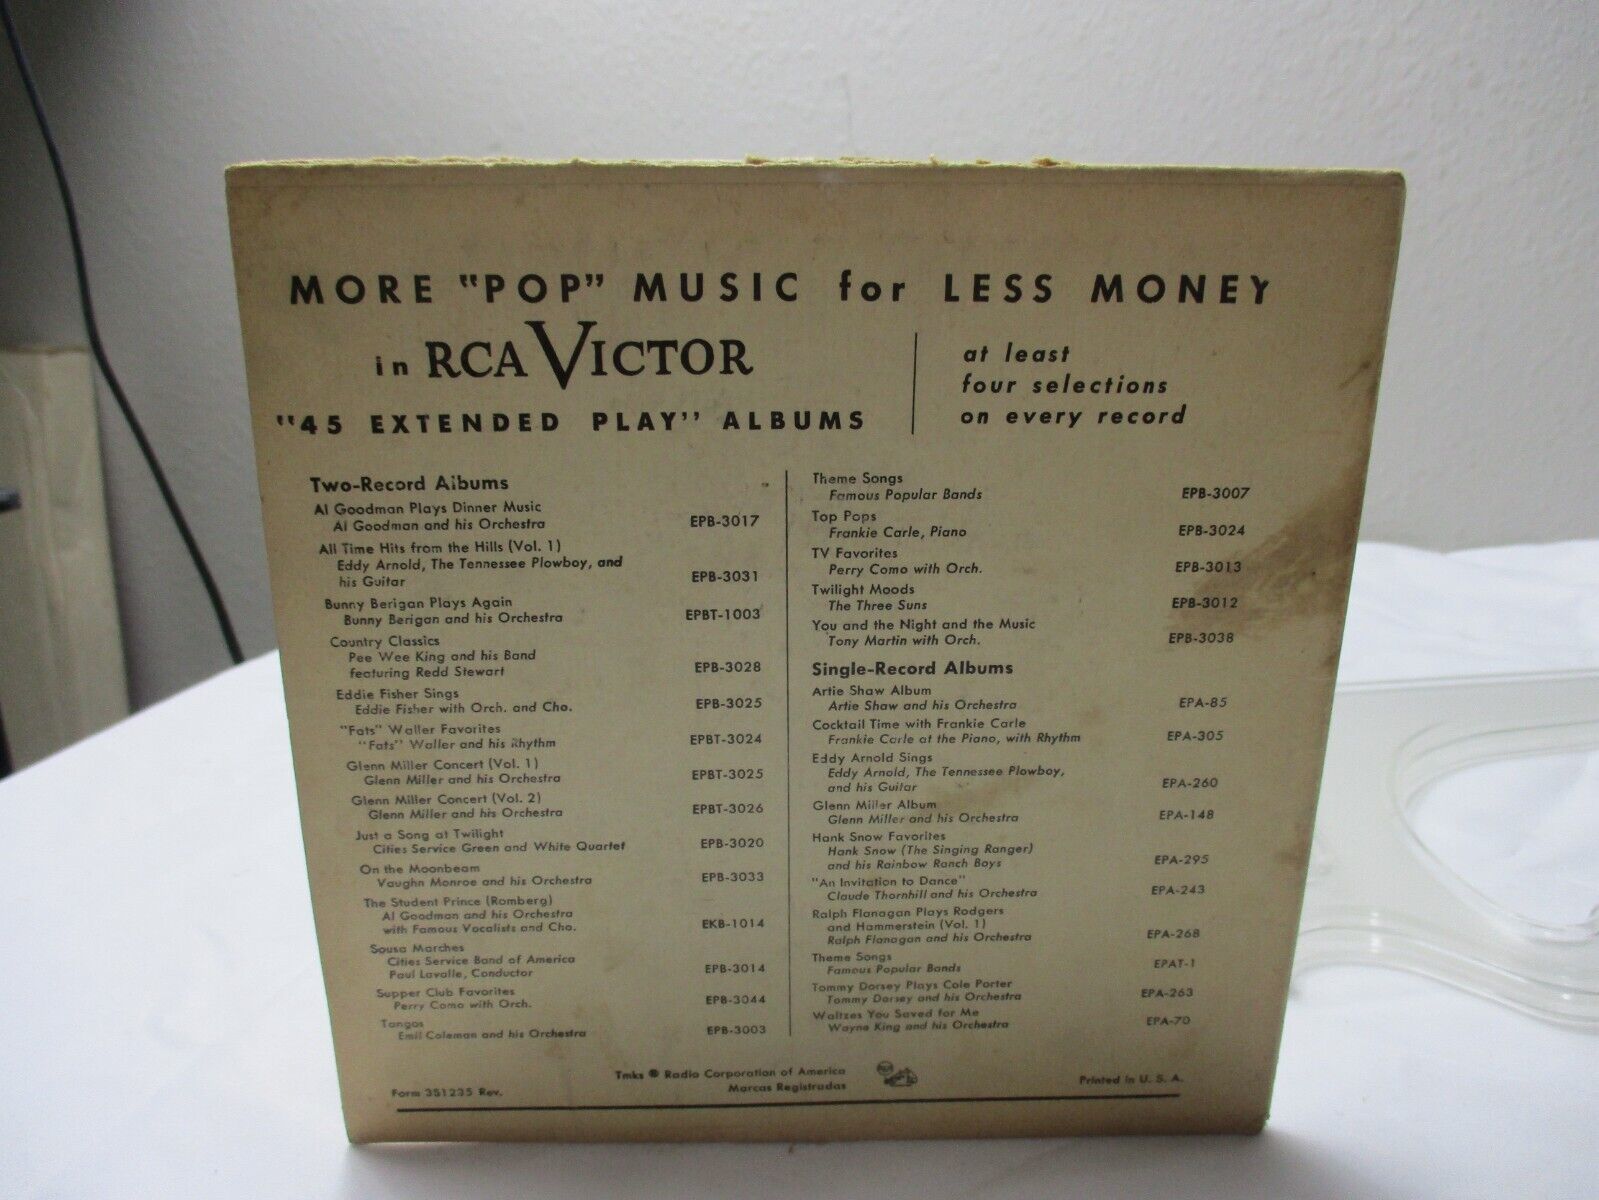 MORE "POP" MUSIC for LESS MONEY
in RCA VICTOR
"45 EXTENDED PLAY" ALBUMS
at least
four selections
on every record
Two-Record Albums
Al Goodman Plays Dinner Music
Al Goodman and his Orchestra EPB-3017
All Time Hits from the Hills (Vol. 1)
Eddy Arnold, The Tennessee Plowboy, and
his Guitar EPB-3031
Bunny Berigan Plays Again
Bunny Berigan and his Orchestra EPBT-1003
Country Classics
Pee Wee King and his Band
featuring Redd Stewart EPB-3028
Eddie Fisher Sings
Eddie Fisher with Orch. and Cho. EPB-3025
"Fats" Waller Favorites
"Fats" Waller and his Rhythm EPBT-3024
Glenn Miller Concert (Vol. 1)
Glenn Miller and his Orchestra EPBT-3025
Glenn Miller Concert (Vol. 2)
Glenn Miller and his Orchestra EPBT-3026
Just a Song at Twilight
Cities Service Green and White Quartet EPB-3020
On the Moonbeam
Vaughn Monroe and his Orchestra EPB-3033
The Student Prince (Romberg)
Al Goodman and his Orchestra
with Famous Vocalists and Cho. EKB-1014
Sousa Marches
Cities Service Band of America
Paul Lavalle, Conductor EPB-3014
Supper Club Favorites
Perry Como with Orch. EPB-3044
Tangos
Emil Coleman and his Orchestra EPB-3003
Theme Songs
Famous Popular Bands EPB-3007
Top Pops
Frankie Carle, Piano EPB-3024
TV Favorites
Perry Como with Orch. EPB-3013
Twilight Moods
The Three Suns EPB-3012
You and the Night and the Music
Tony Martin with Orch. EPB-3038
Single-Record Albums
Artie Shaw Album
Artie Shaw and his Orchestra EPA-85
Cocktail Time with Frankie Carle
Frankie Carle at the Piano, with Rhythm EPA-305
Eddy Arnold Sings
Eddy Arnold, The Tennessee Plowboy,
and his Guitar EPA-260
Glenn Miller Album
Glenn Miller and his Orchestra EPA-148
Hank Snow Favorites
Hank Snow (The Singing Ranger)
and his Rainbow Ranch Boys EPA-295
"An Invitation to Dance"
Claude Thornhill and his Orchestra EPA-243
Ralph Flanagan Plays Rodgers
and Hammerstein (Vol. 1)
Ralph Flanagan and his Orchestra EPA-268
Theme Songs
Famous Popular Bands EPAT-1
Tommy Dorsey Plays Cole Porter
Tommy Dorsey and his Orchestra EPA-263
Waltzes You Saved for Me
Wayne King and his Orchestra EPA-70
Form 351235 Rev.
Tmks ® Radio Corporation of America
Marcas Registradas
Printed in U. S. A.